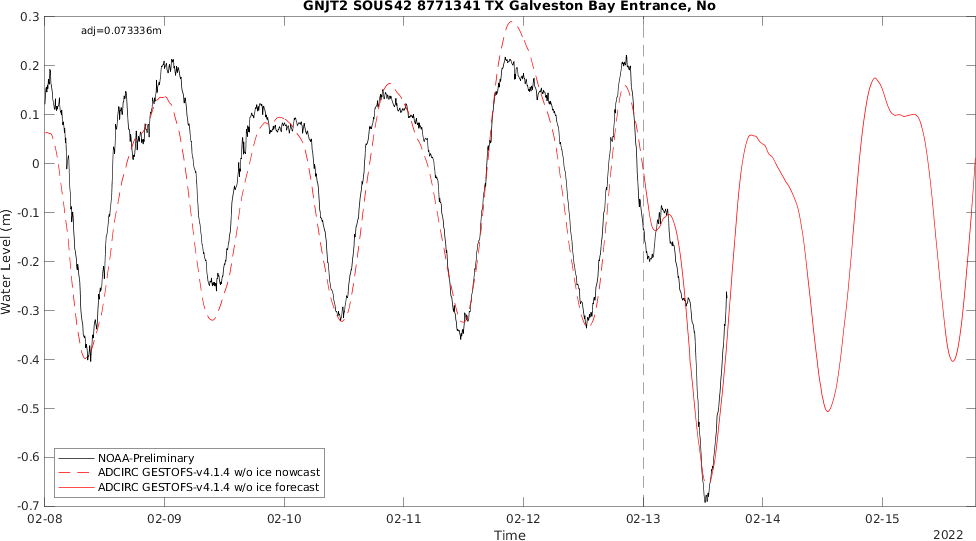 GNJT2 SOUS42 8771341 TX Galveston Bay Entrance, No
adj=0.073336m
0.3
0.2
0.1
0
-0.1
-0.2
-0.3
-0.4
-0.5
-0.6
-0.7
Water Level (m)
NOAA-Preliminary
ADCIRC GESTOFS-v4.1.4 w/o ice nowcast
ADCIRC GESTOFS-v4.1.4 w/o ice forecast
02-08 02-09 02-10 02-11 02-12 02-13 02-14 02-15
Time
2022